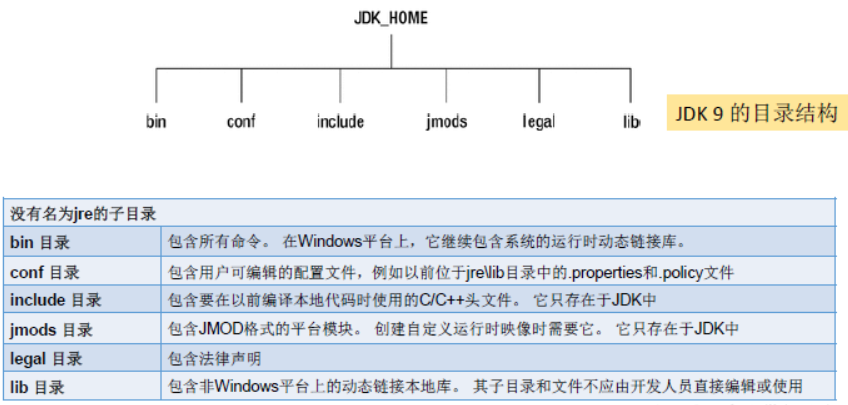 JDK_HOME
bin conf include jmods legal lib
JDK 9 的目录结构
没有名为jre的子目录
bin 目录 包含所有命令。 在Windows平台上，它继续包含系统的运行时动态链接库。
conf 目录 包含用户可编辑的配置文件，例如以前位于jre\lib目录中的.properties和.policy文件
include 目录 包含要在以前编译本地代码时使用的C/C++头文件。 它只存在于JDK中
jmods 目录 包含JMOD格式的平台模块。 创建自定义运行时映像时需要它。 它只存在于JDK中
legal 目录 包含法律声明
lib 目录 包含非Windows平台上的动态链接本地库。 其子目录和文件不应由开发人员直接编辑或使用